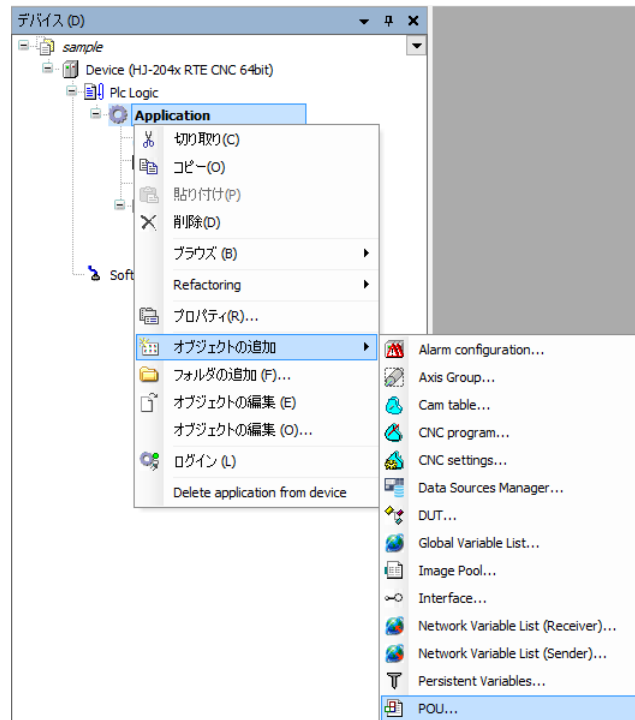 デバイス (D)
sample
Device (HJ-204x RTE CNC 64bit)
Plc Logic
Application
切り取り(C)
コピー(O)
貼り付け(P)
削除(D)
ブラウズ (B)
Soft
Refactoring
プロパティ(R)...
オブジェクトの追加
Alarm configuration...
フォルダの追加 (F)...
Axis Group...
オブジェクトの編集 (E)
Cam table...
オブジェクトの編集 (O)...
CNC program...
ログイン (L)
CNC settings...
Delete application from device
Data Sources Manager...
DUT...
Global Variable List...
Image Pool...
Interface...
Network Variable List (Receiver)...
Network Variable List (Sender)...
Persistent Variables...
POU...